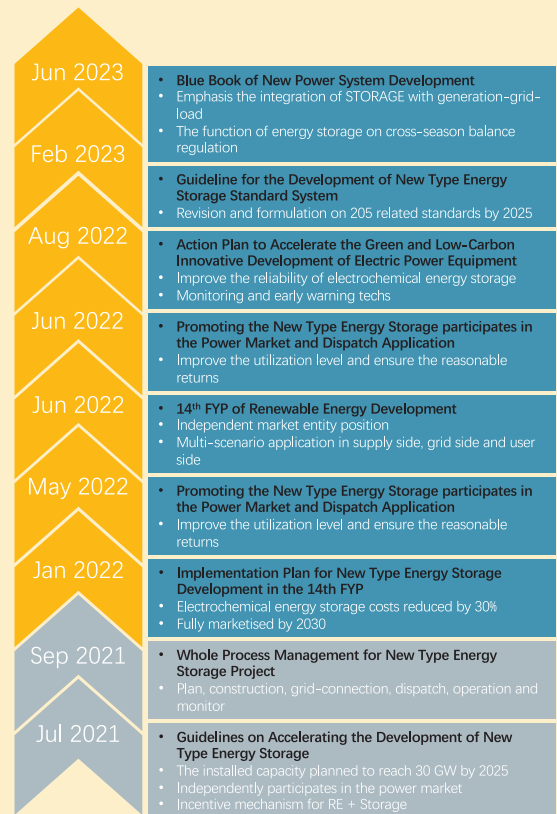 Jun 2023
• Blue Book of New Power System Development
• Emphasis the integration of STORAGE with generation-grid-
load
• The function of energy storage on cross-season balance
regulation
Feb 2023
• Guideline for the Development of New Type Energy
Storage Standard System
• Revision and formulation on 205 related standards by 2025
Aug 2022
• Action Plan to Accelerate the Green and Low-Carbon
Innovative Development of Electric Power Equipment
• Improve the reliability of electrochemical energy storage
• Monitoring and early warning techs
Jun 2022
• Promoting the New Type Energy Storage participates in
the Power Market and Dispatch Application
• Improve the utilization level and ensure the reasonable
returns
Jun 2022
• 14th FYP of Renewable Energy Development
• Independent market entity position
• Multi-scenario application in supply side, grid side and user
side
May 2022
• Promoting the New Type Energy Storage participates in
the Power Market and Dispatch Application
• Improve the utilization level and ensure the reasonable
returns
Jan 2022
• Implementation Plan for New Type Energy Storage
Development in the 14th FYP
• Electrochemical energy storage costs reduced by 30%
• Fully marketised by 2030
Sep 2021
• Whole Process Management for New Type Energy
Storage Project
• Plan, construction, grid-connection, dispatch, operation and
monitor
Jul 2021
• Guidelines on Accelerating the Development of New
Type Energy Storage
• The installed capacity planned to reach 30 GW by 2025
• Independently participates in the power market
• Incentive mechanism for RE + Storage